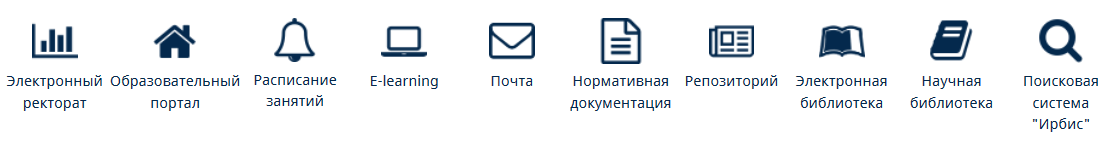 Электронный
ректорат
Образовательный
портал
Расписание
занятий
E-learning
Почта
Нормативная
документация
Репозиторий
Электронная
библиотека
Научная
библиотека
Поисковая
система
"Ирбис"